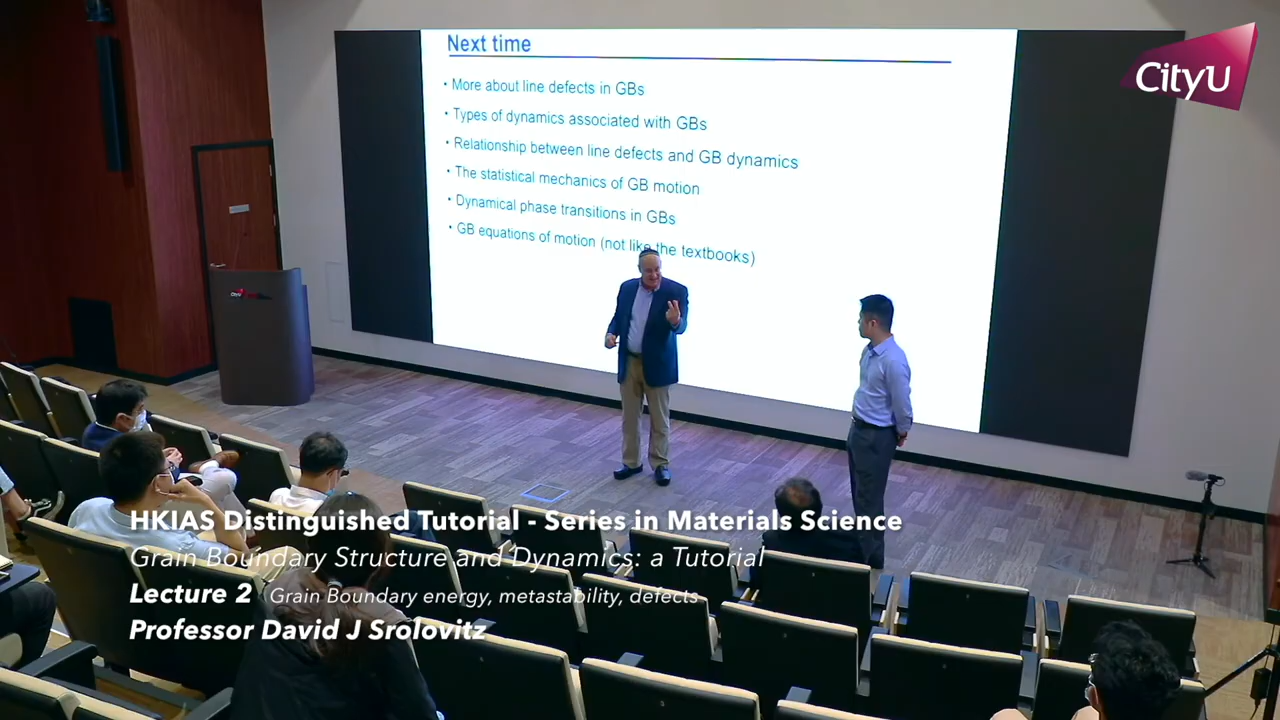 Next time
• More about line defects in GBs
• Types of dynamics associated with GBs
• Relationship between line defects and GB dynamics
• The statistical mechanics of GB motion
• Dynamical phase transitions in GBs
• GB equations of motion (not like the textbooks)
CityU
CityU
HKIAS Distinguished Tutorial - Series in Materials Science
Grain Boundary Structure and Dynamics: a Tutorial
Lecture 2 Grain Boundary energy, metastability, defects
Professor David J Srolovitz